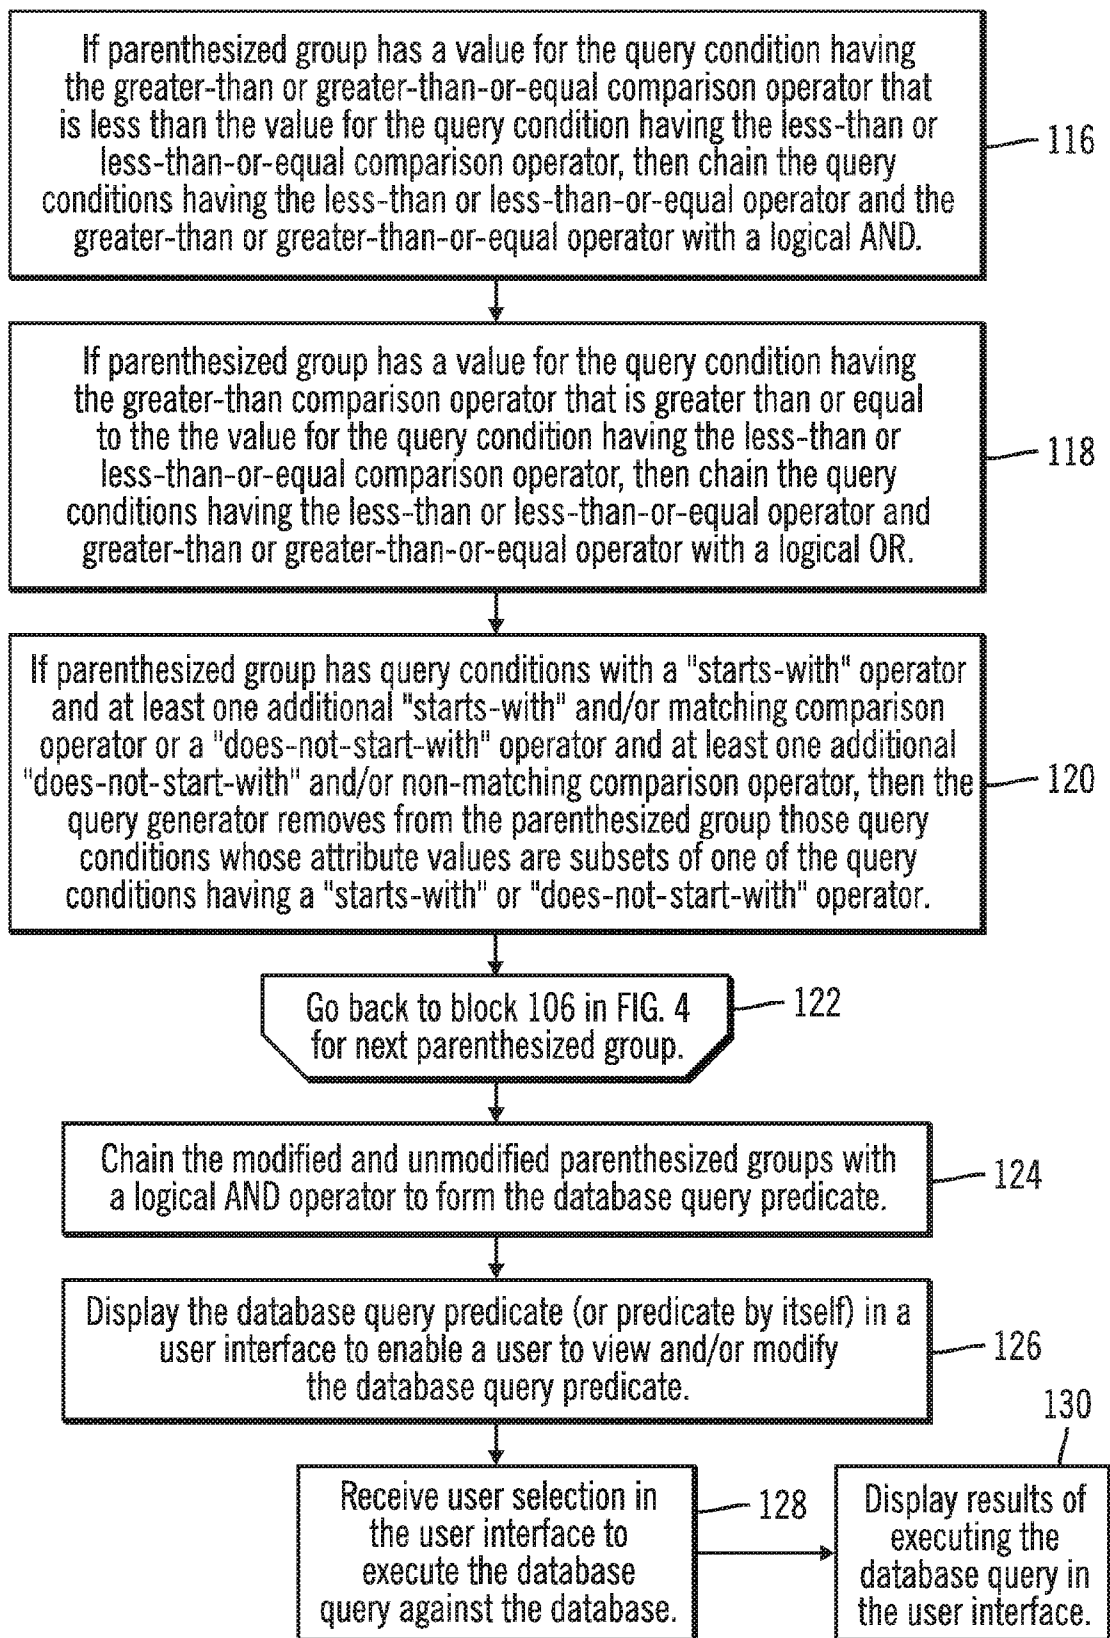 If parenthesized group has a value for the query condition having
the greater-than or greater-than-or-equal comparison operator that
is less than the value for the query condition having the less-than or
less-than-or-equal comparison operator, then chain the query
conditions having the less-than or less-than-or-equal operator and the
greater-than or greater-than-or-equal operator with a logical AND.
116
If parenthesized group has a value for the query condition having
the greater-than comparison operator that is greater than or equal
to the the value for the query condition having the less-than or
less-than-or-equal comparison operator, then chain the query
conditions having the less-than or less-than-or-equal operator and
greater-than or greater-than-or-equal operator with a logical OR.
118
If parenthesized group has query conditions with a "starts-with" operator
and at least one additional "starts-with" and/or matching comparison
operator or a "does-not-start-with" operator and at least one additional
"does-not-start-with" and/or non-matching comparison operator, then the
query generator removes from the parenthesized group those query
conditions whose attribute values are subsets of one of the query
conditions having a "starts-with" or "does-not-start-with" operator.
120
Go back to block 106 in FIG. 4
for next parenthesized group.
122
Chain the modified and unmodified parenthesized groups with
a logical AND operator to form the database query predicate.
124
Display the database query predicate (or predicate by itself) in a
user interface to enable a user to view and/or modify
the database query predicate.
126
Receive user selection in
the user interface to
execute the database
query against the database.
128
130
Display results of
executing the
database query in
the user interface.